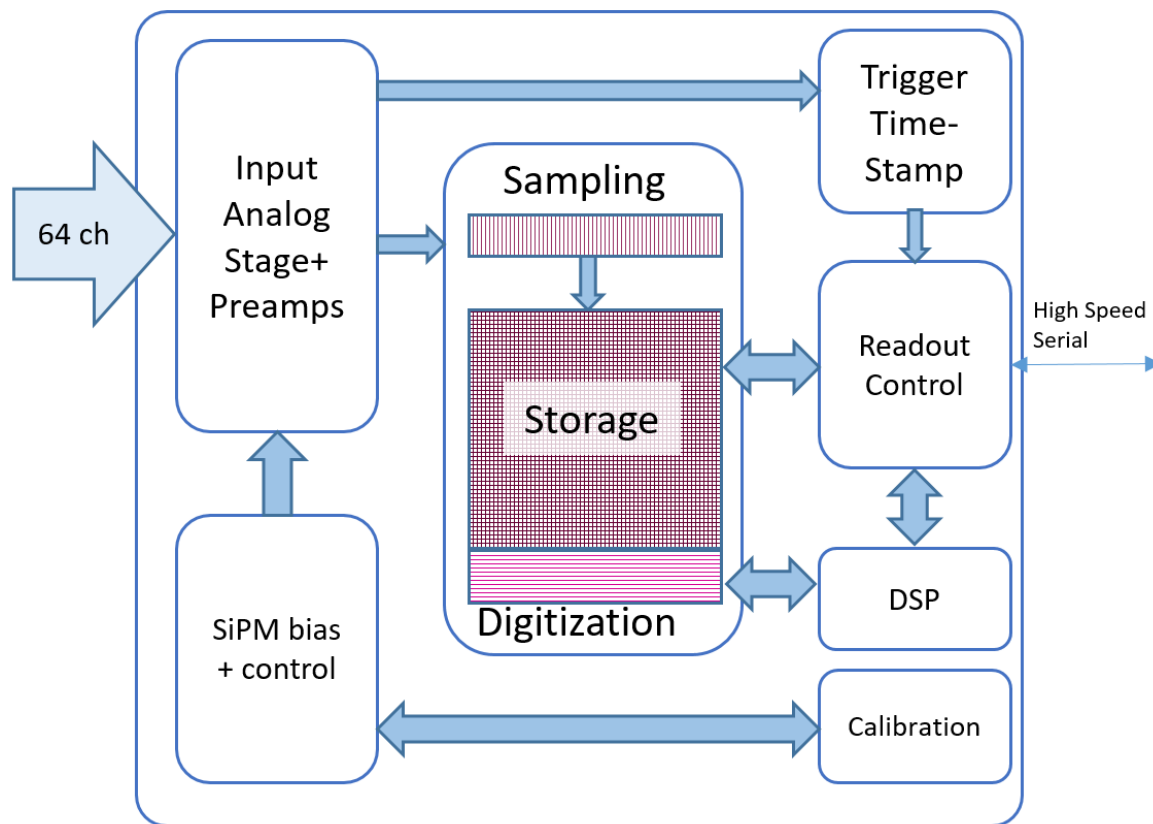 64 ch
Input
Analog
Stage+
Preamps
Trigger
Time-
Stamp
Sampling
Storage
Digitization
Readout
Control
High Speed
Serial
DSP
SiPM bias
+ control
Calibration